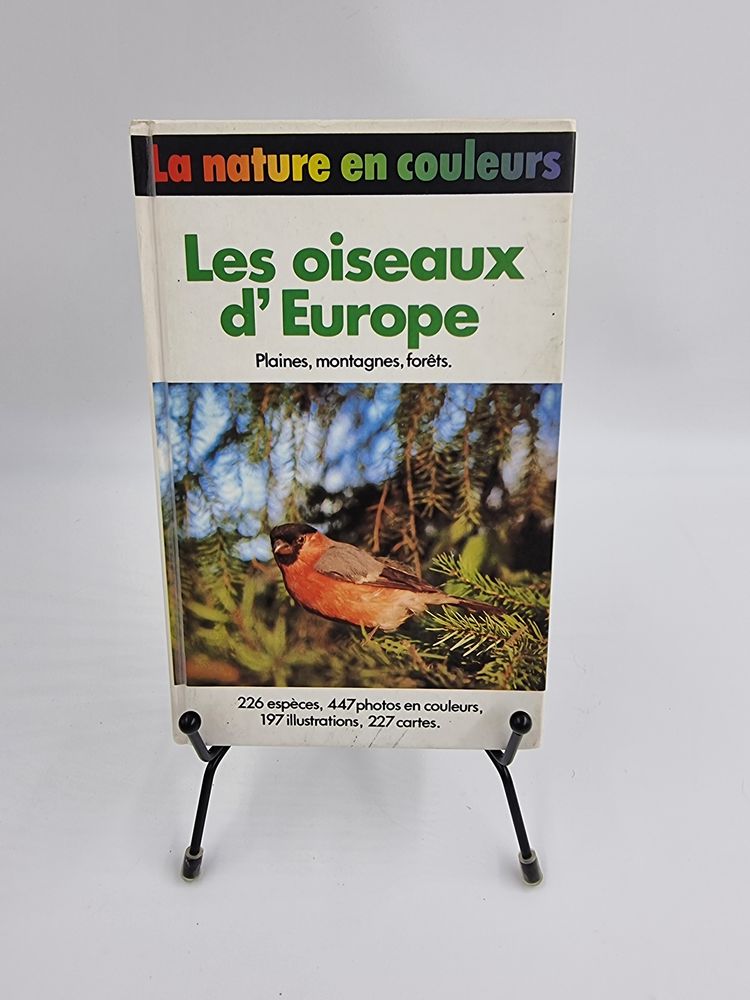 La nature en couleurs
Les oiseaux
d'Europe
Plaines, montagnes, forêts.
226 espèces, 447 photos en couleurs,
197 illustrations, 227 cartes.